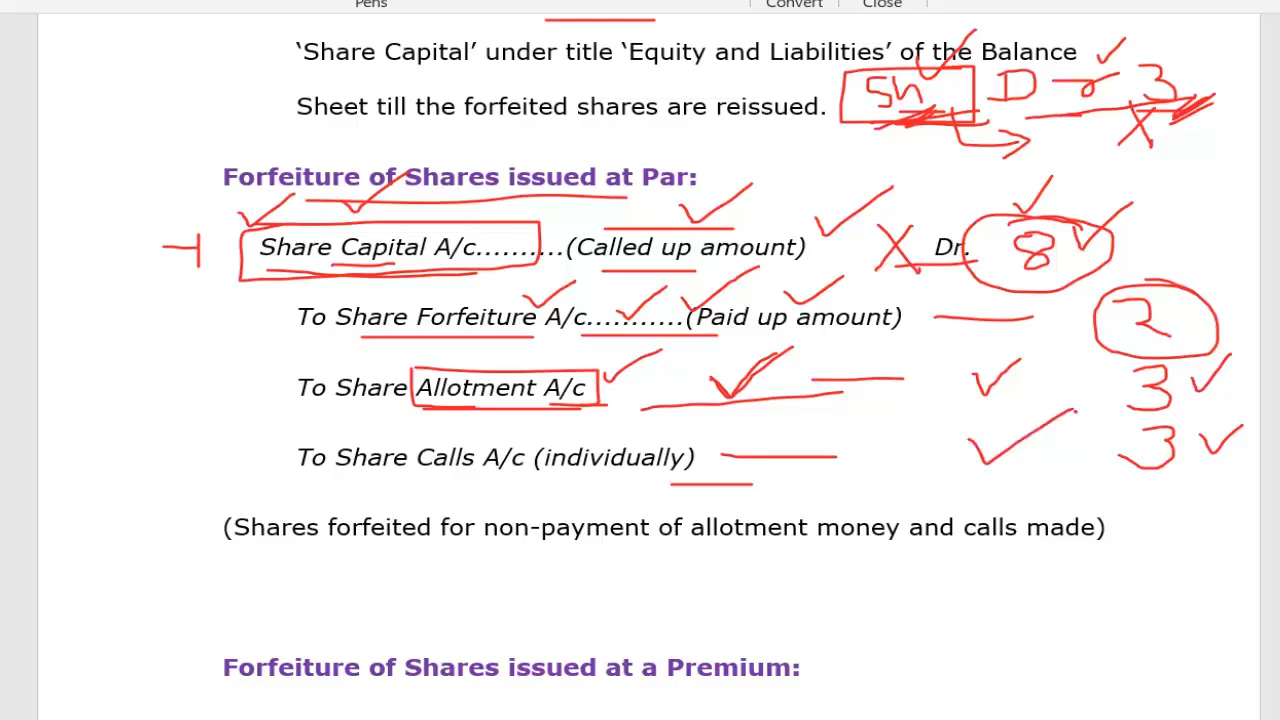 Pens Convert Close
‘Share Capital’ under title ‘Equity and Liabilities’ of the Balance
Sheet till the forfeited shares are reissued.
Sh D 3
Forfeiture of Shares issued at Par:
Share Capital A/c..........(Called up amount) Dr. 8
To Share Forfeiture A/c...........(Paid up amount) 2
To Share Allotment A/c 3
To Share Calls A/c (individually) 3
(Shares forfeited for non-payment of allotment money and calls made)
Forfeiture of Shares issued at a Premium: